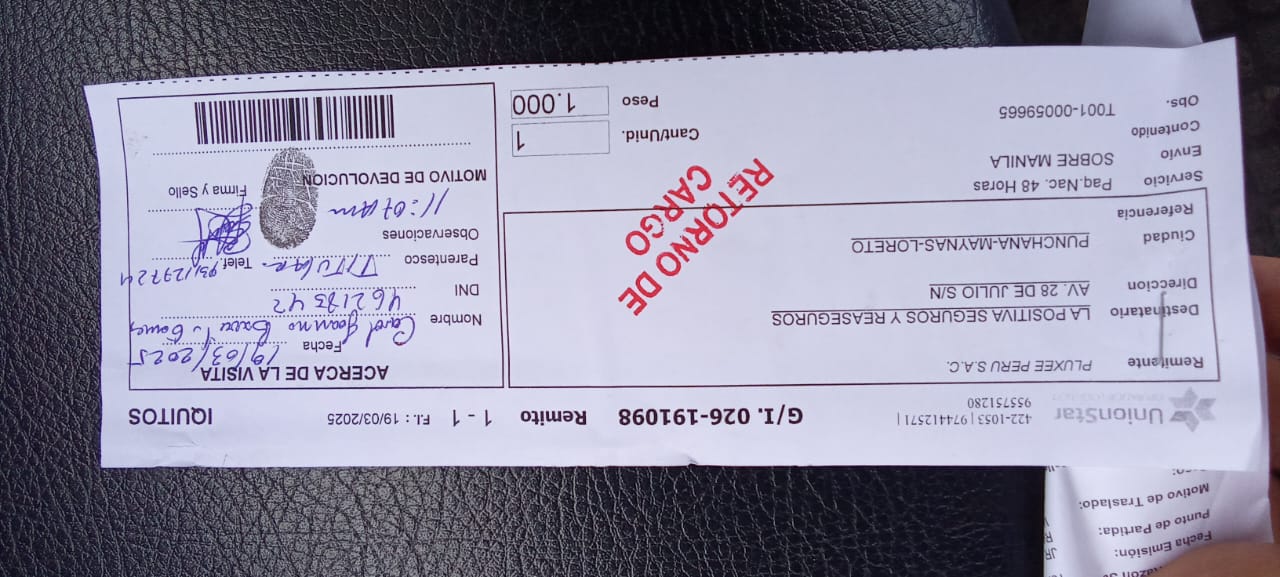 UnionStar
422-1053 | 974412571 |
955751280
G/I. 026-191098 Remito 1 - 1 F.I.: 19/03/2025 IQUITOS
Remitente PLUXEE PERU S.A.C.
Destinatario LA POSITIVA SEGUROS Y REASEGUROS
Direccion AV. 28 DE JULIO S/N
Ciudad PUNCHANA-MAYNAS-LORETO
Referencia
Servicio Paq.Nac. 48 Horas
Envio SOBRE MANILA
Contenido
Obs. T001-00059665
RETORNO DE
CARGO
Cant/Unid. 1
Peso 1.000
ACERCA DE LA VISITA
Fecha 19/03/2025
Nombre Carol
DNI 46218342
Parentesco Titular Telef.
Observaciones
11:07 am
Firma y Sello
MOTIVO DE DEVOLUCION
Fecha Emisión:
Punto de Partida:
Motivo de Traslado: